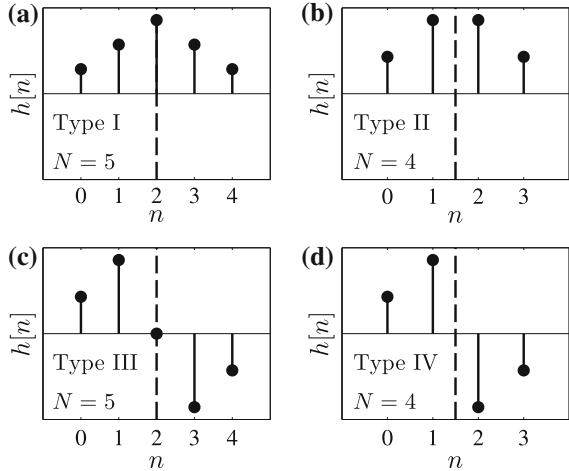 (a)
h[n]
Type I
N = 5
0 1 2 3 4
n
(b)
h[n]
Type II
N = 4
0 1 2 3
n
(c)
h[n]
Type III
N = 5
0 1 2 3 4
n
(d)
h[n]
Type IV
N = 4
0 1 2 3
n